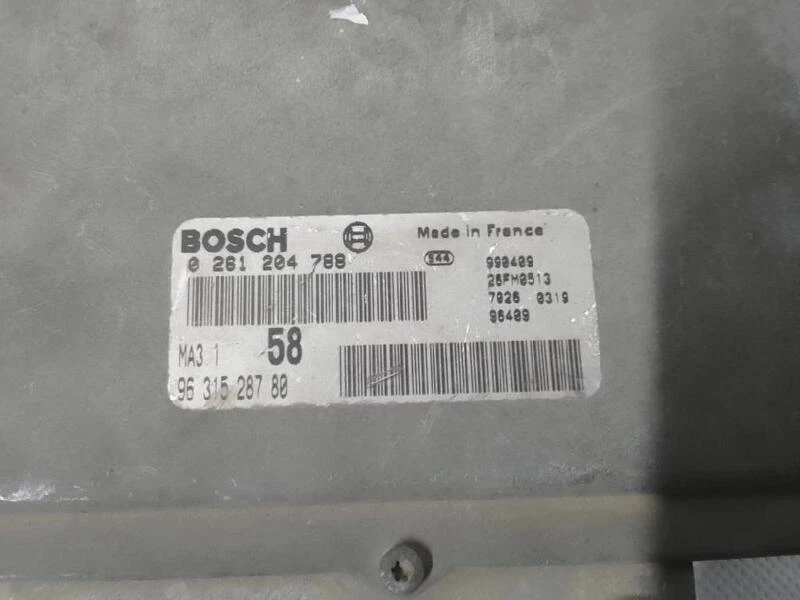 BOSCH Made in France
0 261 204 788 944 990409
26FM0513
7026 0319
96409
MA3.1 58
96 315 287 80